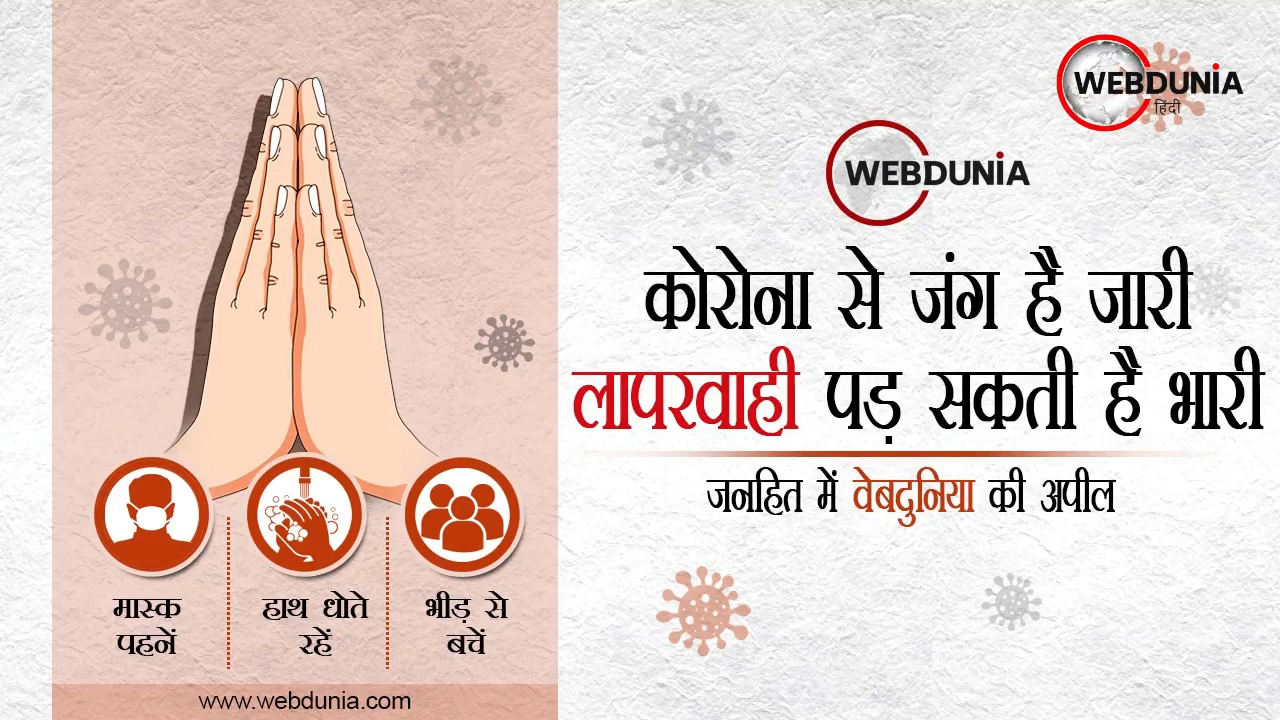 WEBDUNIA
हिंदी
WEBDUNIA
कोरोना से जंग है जारी
लापरवाही पड़ सकती है भारी
जनहित में वेबदुनिया की अपील
मास्क
पहनें
हाथ धोते
रहें
भीड़ से
बचें
www.webdunia.com